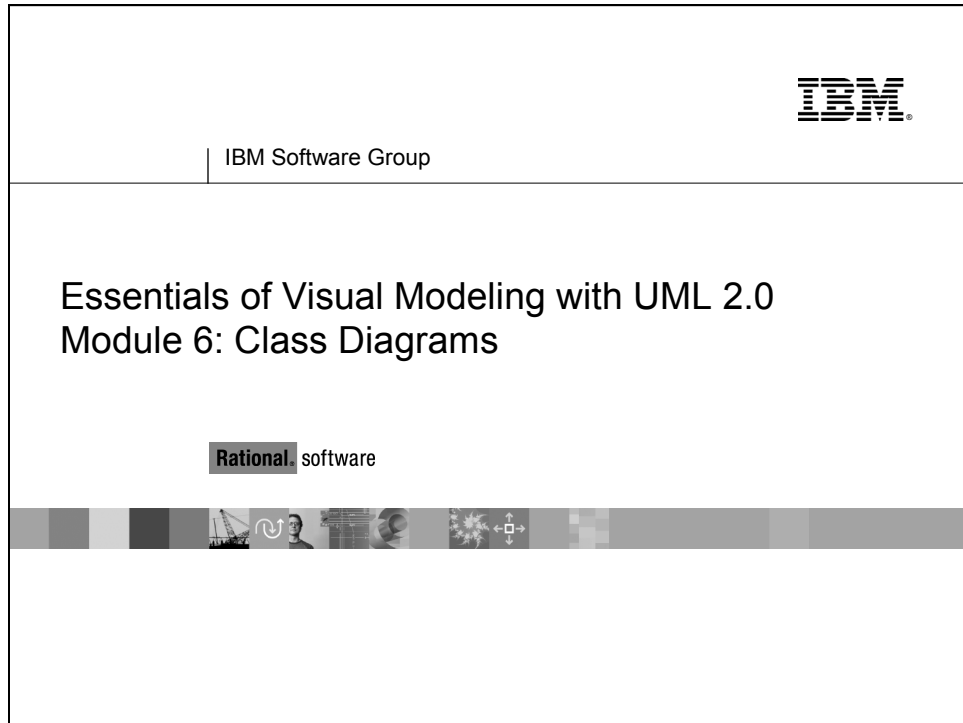 IBM®
IBM Software Group
Essentials of Visual Modeling with UML 2.0
Module 6: Class Diagrams
Rational® software